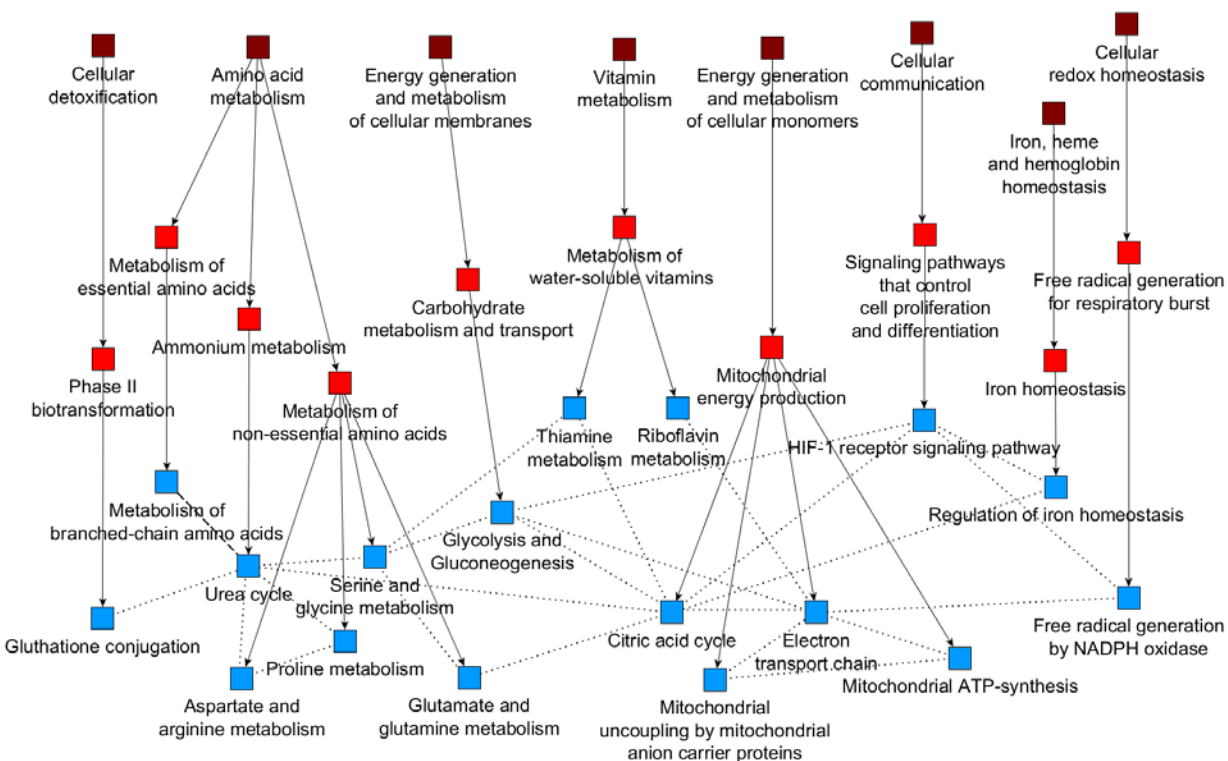 Cellular
detoxification
Amino acid
metabolism
Energy generation
and metabolism
of cellular membranes
Vitamin
metabolism
Energy generation
and metabolism
of cellular monomers
Cellular
communication
Cellular
redox homeostasis
Iron, heme
and hemoglobin
homeostasis
Metabolism of
essential amino acids
Ammonium metabolism
Phase II
biotransformation
Metabolism of
non-essential amino acids
Carbohydrate
metabolism and transport
Metabolism of
water-soluble vitamins
Mitochondrial
energy production
Signaling pathways
that control
cell proliferation
and differentiation
Free radical generation
for respiratory burst
Iron homeostasis
Thiamine
metabolism
Riboflavin
metabolism
HIF-1 receptor signaling pathway
Metabolism of
branched-chain amino acids
Glycolysis and
Gluconeogenesis
Regulation of iron homeostasis
Urea cycle
Serine and
glycine metabolism
Gluthatione conjugation
Proline metabolism
Citric acid cycle
Electron
transport chain
Free radical generation
by NADPH oxidase
Aspartate and
arginine metabolism
Glutamate and
glutamine metabolism
Mitochondrial
uncoupling by mitochondrial
anion carrier proteins
Mitochondrial ATP-synthesis